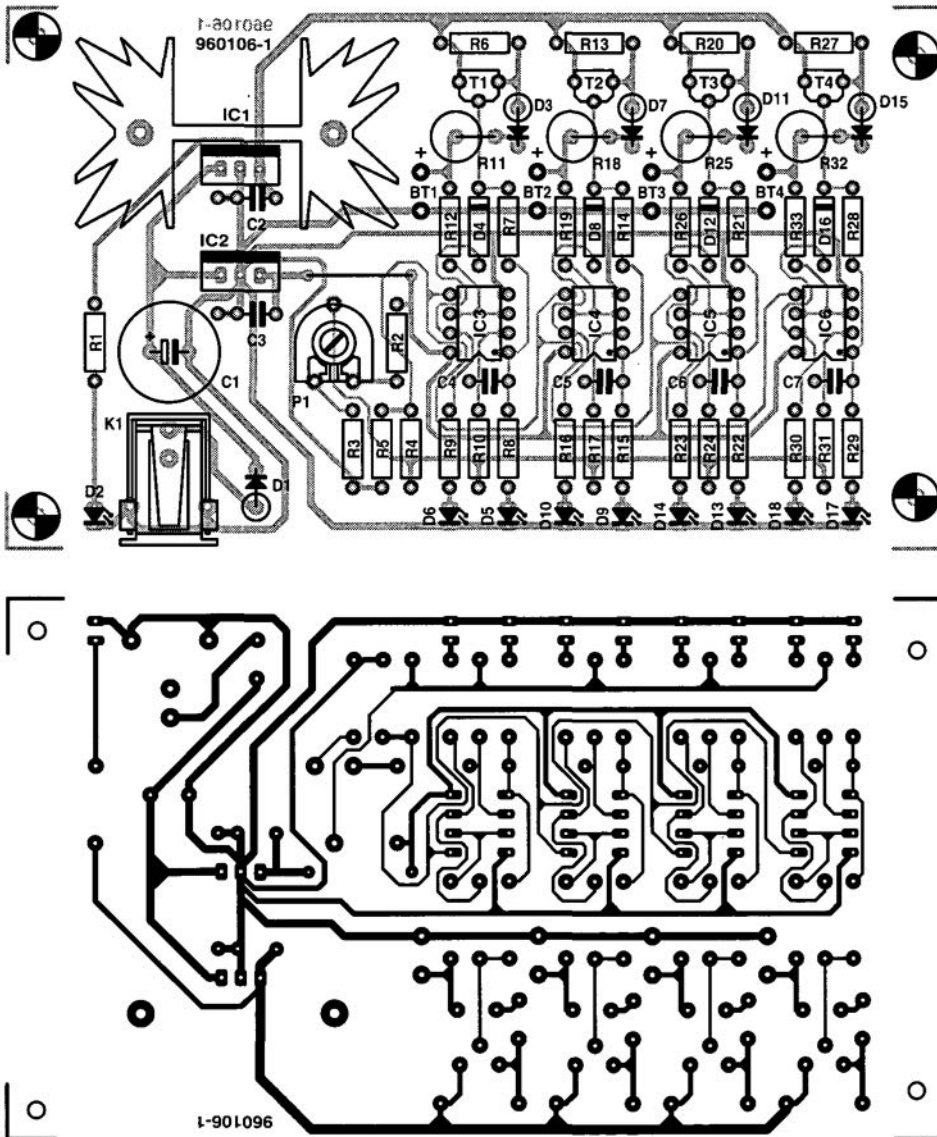 960106-1
960106-1
R6 R13 R20 R27
T1 T2 T3 T4
D3 D7 D11 D15
IC1
+ + + +
R11 R18 R25 R32
BT1 BT2 BT3 BT4
C2
R12 D4 R7 R19 D8 R14 R26 D12 R21 R33 D16 R28
IC2
IC3 IC4 IC5 IC6
C3
R1 R2
+
C1
C4 C5 C6 C7
P1
K1
R3 R5 R4 R9 R10 R8 R16 R17 R15 R23 R24 R22 R30 R31 R29
D2 D1
D6 D5 D10 D9 D14 D13 D18 D17
960106-1